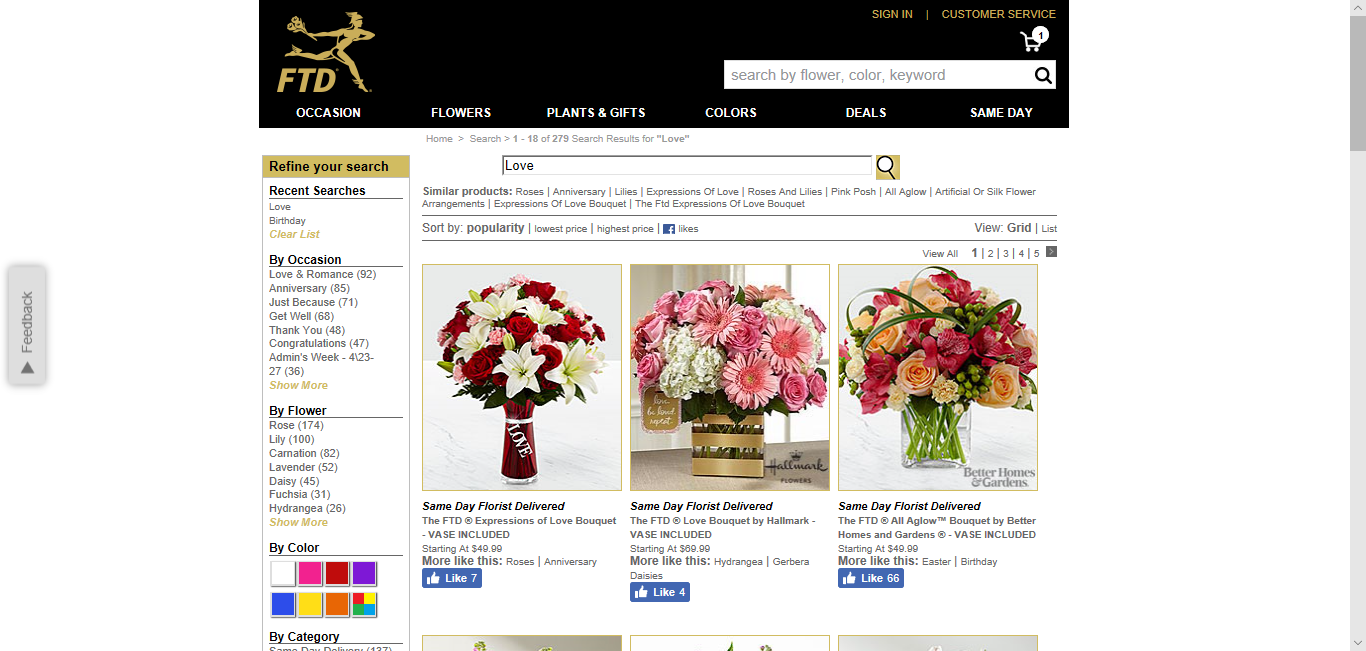 SIGN IN | CUSTOMER SERVICE
1
FTD
search by flower, color, keyword
OCCASION FLOWERS PLANTS & GIFTS COLORS DEALS SAME DAY
Home > Search > 1 - 18 of 279 Search Results for "Love"
Refine your search
Recent Searches
Love
Birthday
Clear List
By Occasion
Love & Romance (92)
Anniversary (85)
Just Because (71)
Get Well (68)
Thank You (48)
Congratulations (47)
Admin's Week - 4\23-
27 (36)
Show More
By Flower
Rose (174)
Lily (100)
Carnation (82)
Lavender (52)
Daisy (45)
Fuchsia (31)
Hydrangea (26)
Show More
By Color
By Category
Same Day Delivery (137)
Feedback
Love
Similar products: Roses | Anniversary | Lilies | Expressions Of Love | Roses And Lilies | Pink Posh | All Aglow | Artificial Or Silk Flower
Arrangements | Expressions Of Love Bouquet | The Ftd Expressions Of Love Bouquet
Sort by: popularity | lowest price | highest price | f likes
View: Grid | List
View All 1 | 2 | 3 | 4 | 5 >
LOVE
Same Day Florist Delivered
The FTD ® Expressions of Love Bouquet
- VASE INCLUDED
Starting At $49.99
More like this: Roses | Anniversary
Like 7
love.
be loved.
repeat.
Hallmark
FLOWERS
Same Day Florist Delivered
The FTD ® Love Bouquet by Hallmark -
VASE INCLUDED
Starting At $69.99
More like this: Hydrangea | Gerbera
Daisies
Like 4
Better Homes
& Gardens.
Same Day Florist Delivered
The FTD ® All Aglow™ Bouquet by Better
Homes and Gardens ® - VASE INCLUDED
Starting At $49.99
More like this: Easter | Birthday
Like 66